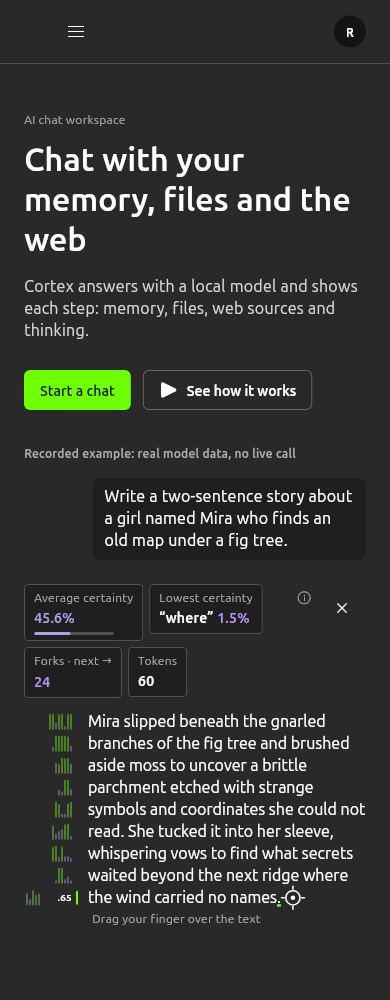 R
AI chat workspace
Chat with your
memory, files and the
web
Cortex answers with a local model and shows
each step: memory, files, web sources and
thinking.
Start a chat
See how it works
Recorded example: real model data, no live call
Write a two-sentence story about
a girl named Mira who finds an
old map under a fig tree.
Average certainty
45.6%
Lowest certainty
“where” 1.5%
Forks · next →
24
Tokens
60
Mira slipped beneath the gnarled
branches of the fig tree and brushed
aside moss to uncover a brittle
parchment etched with strange
symbols and coordinates she could not
read. She tucked it into her sleeve,
whispering vows to find what secrets
waited beyond the next ridge where
.65
the wind carried no names.
Drag your finger over the text